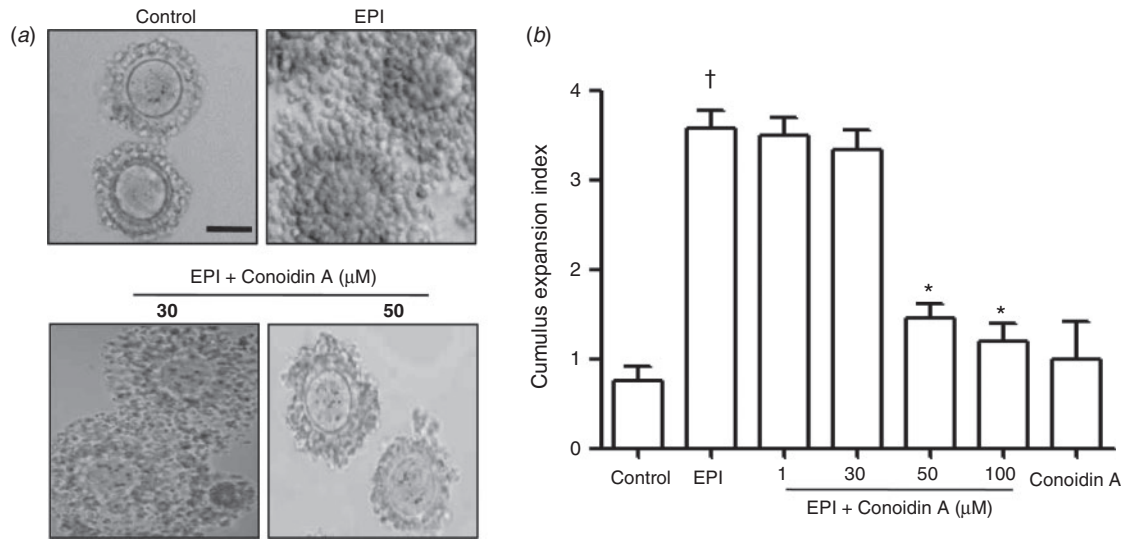 (a)
Control EPI
EPI + Conoidin A (μM)
30 50
(b)
Cumulus expansion index
4
3
2
1
0
†
*
*
Control EPI 1 30 50 100 Conoidin A
EPI + Conoidin A (μM)